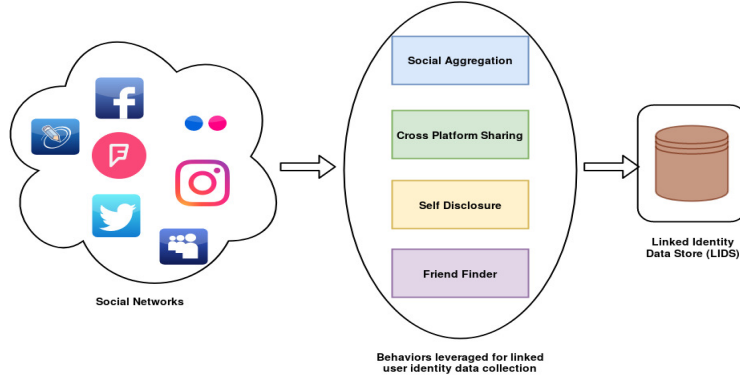 Social Networks
Social Aggregation
Cross Platform Sharing
Self Disclosure
Friend Finder
Behaviors leveraged for linked
user identity data collection
Linked Identity
Data Store (LIDS)